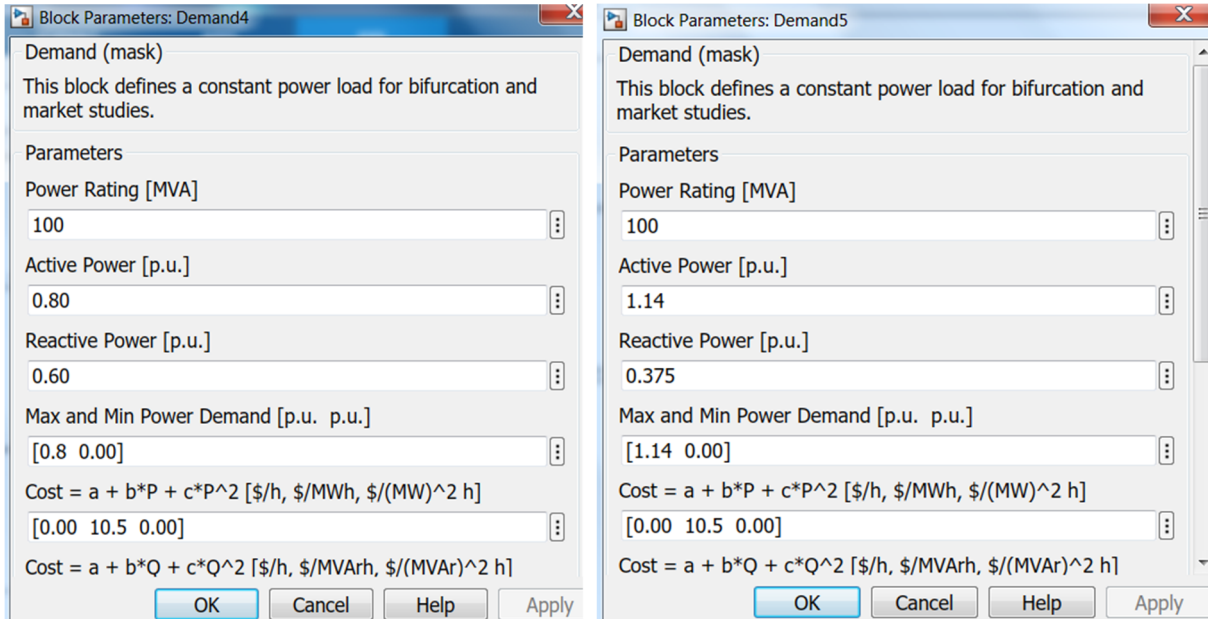 Block Parameters: Demand4
Demand (mask)
This block defines a constant power load for bifurcation and
market studies.
Parameters
Power Rating [MVA]
100
Active Power [p.u.]
0.80
Reactive Power [p.u.]
0.60
Max and Min Power Demand [p.u. p.u.]
[0.8 0.00]
Cost = a + b*P + c*P^2 [$/h, $/MWh, $/(MW)^2 h]
[0.00 10.5 0.00]
Cost = a + b*Q + c*Q^2 [$/h, $/MVArh, $/(MVAr)^2 h]
OK Cancel Help Apply
Block Parameters: Demand5
Demand (mask)
This block defines a constant power load for bifurcation and
market studies.
Parameters
Power Rating [MVA]
100
Active Power [p.u.]
1.14
Reactive Power [p.u.]
0.375
Max and Min Power Demand [p.u. p.u.]
[1.14 0.00]
Cost = a + b*P + c*P^2 [$/h, $/MWh, $/(MW)^2 h]
[0.00 10.5 0.00]
Cost = a + b*Q + c*Q^2 [$/h, $/MVArh, $/(MVAr)^2 h]
OK Cancel Help Apply